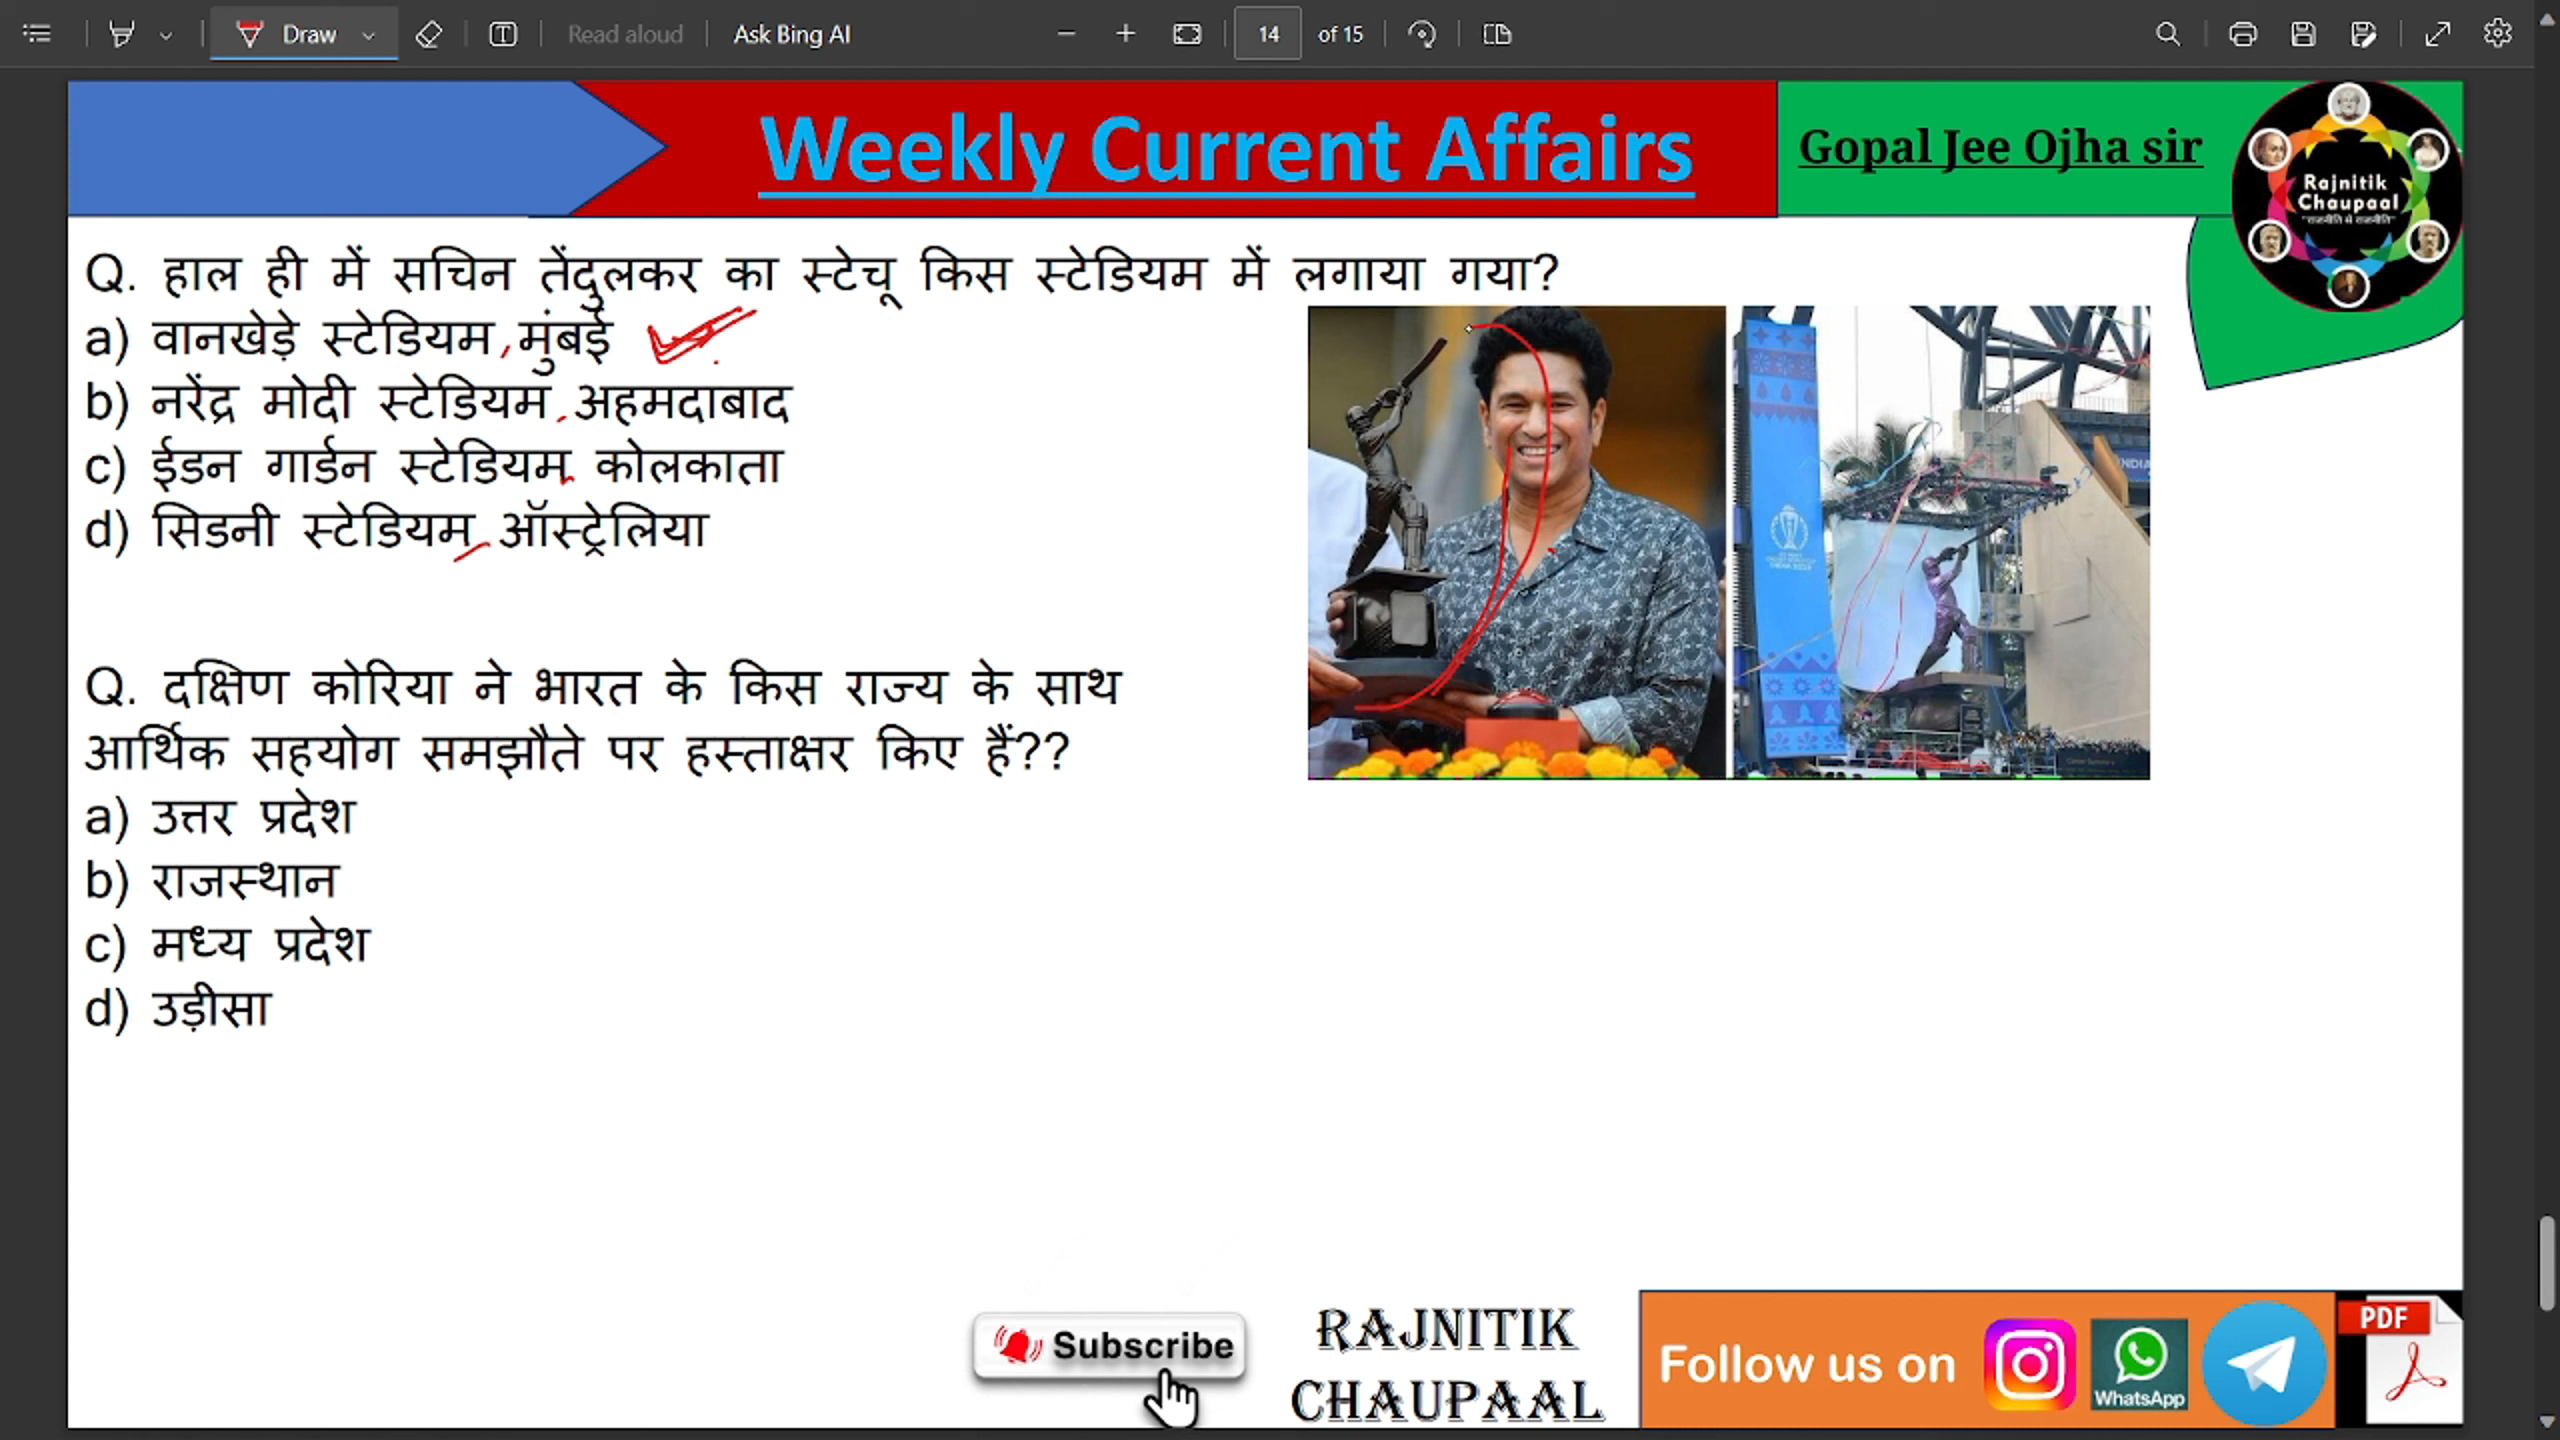 Draw
Read aloud
Ask Bing AI
14
of 15
Weekly Current Affairs
Gopal Jee Ojha sir
Rajnitik
Chaupaal
Q. हाल ही में सचिन तेंदुलकर का स्टेचू किस स्टेडियम में लगाया गया?
a) वानखेड़े स्टेडियम,मुंबई
b) नरेंद्र मोदी स्टेडियम,अहमदाबाद
c) ईडन गार्डन स्टेडियम, कोलकाता
d) सिडनी स्टेडियम, ऑस्ट्रेलिया
Q. दक्षिण कोरिया ने भारत के किस राज्य के साथ
आर्थिक सहयोग समझौते पर हस्ताक्षर किए हैं??
a) उत्तर प्रदेश
b) राजस्थान
c) मध्य प्रदेश
d) उड़ीसा
Subscribe
RAJNITIK
CHAUPAAL
Follow us on
WhatsApp
PDF